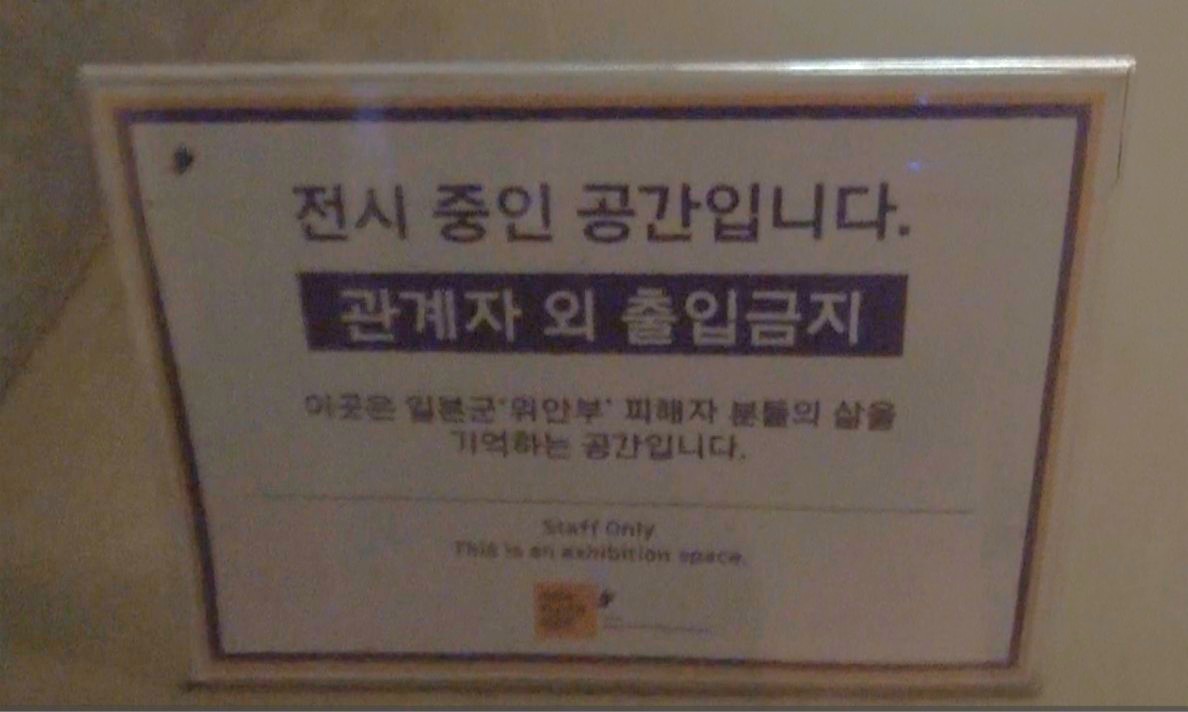 전시 중인 공간입니다.
관계자 외 출입금지
이곳은 일본군'위안부' 피해자 분들의 삶을
기억하는 공간입니다.
Staff Only
This is an exhibition space.